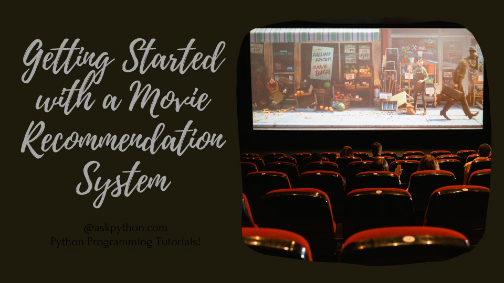 Getting Started
with a Movie
Recommendation
System
@askpython.com
Python Programming Tutorials!